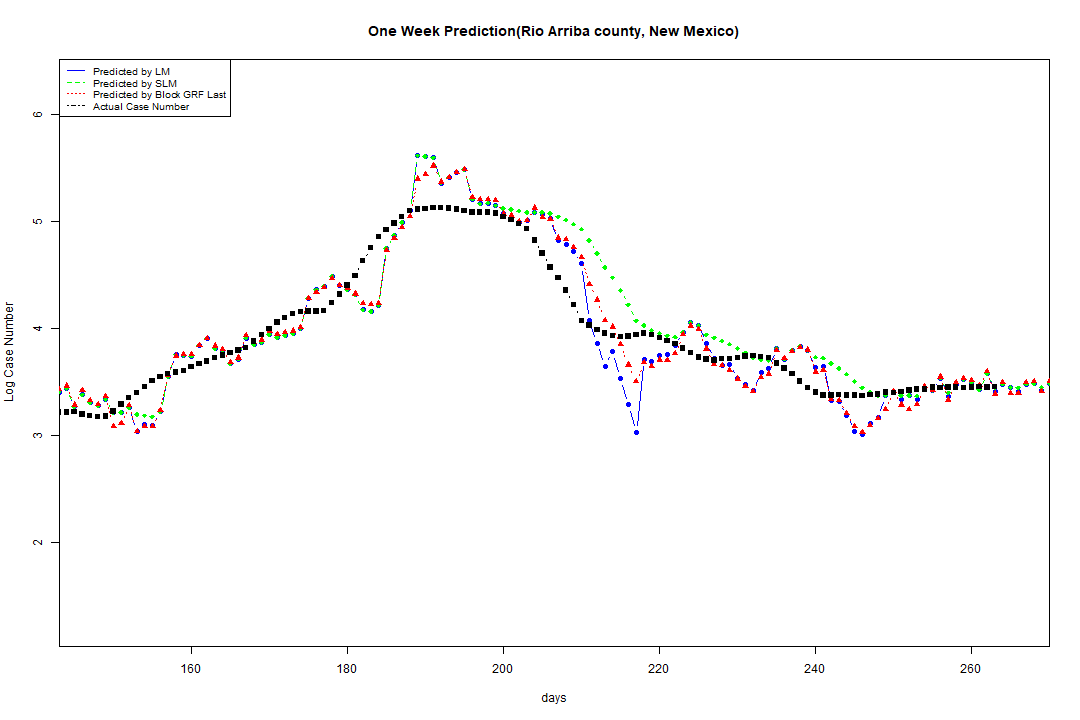 One Week Prediction(Rio Arriba county, New Mexico)
Predicted by LM
Predicted by SLM
Predicted by Block GRF Last
Actual Case Number
6
5
4
3
2
Log Case Number
160 180 200 220 240 260
days